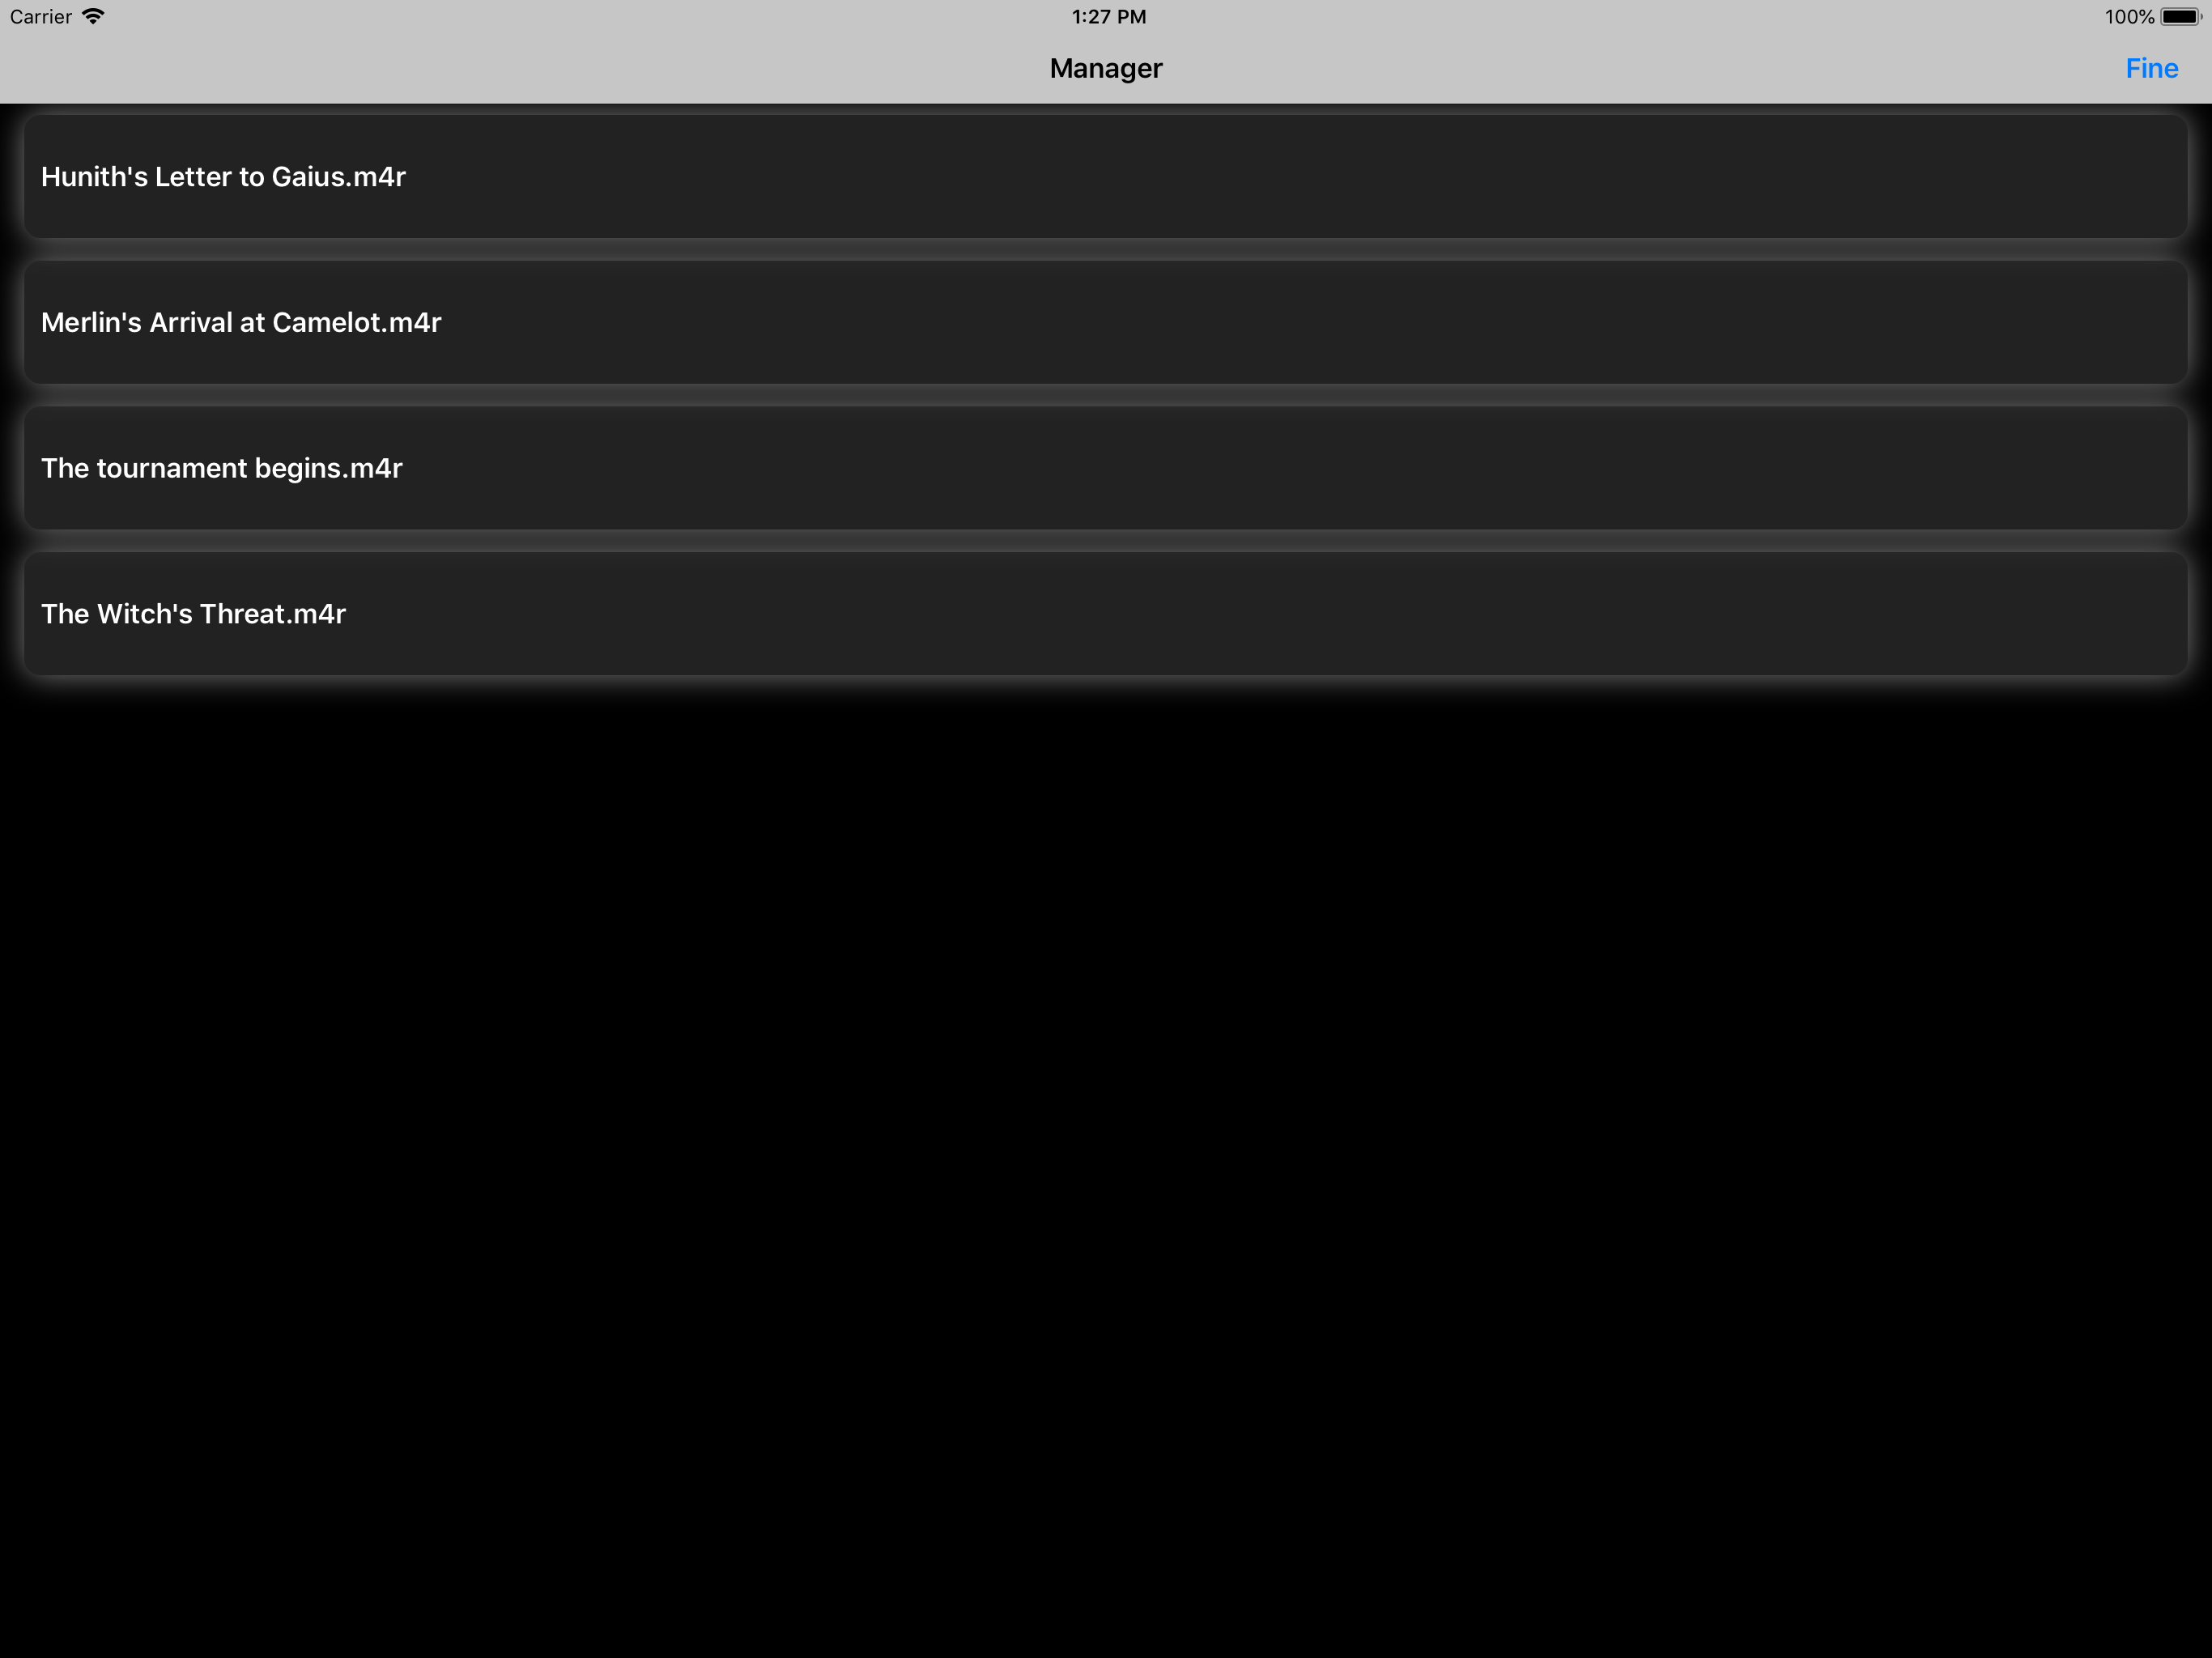 Carrier 1:27 PM 100%
Manager Fine
Hunith's Letter to Gaius.m4r
Merlin's Arrival at Camelot.m4r
The tournament begins.m4r
The Witch's Threat.m4r